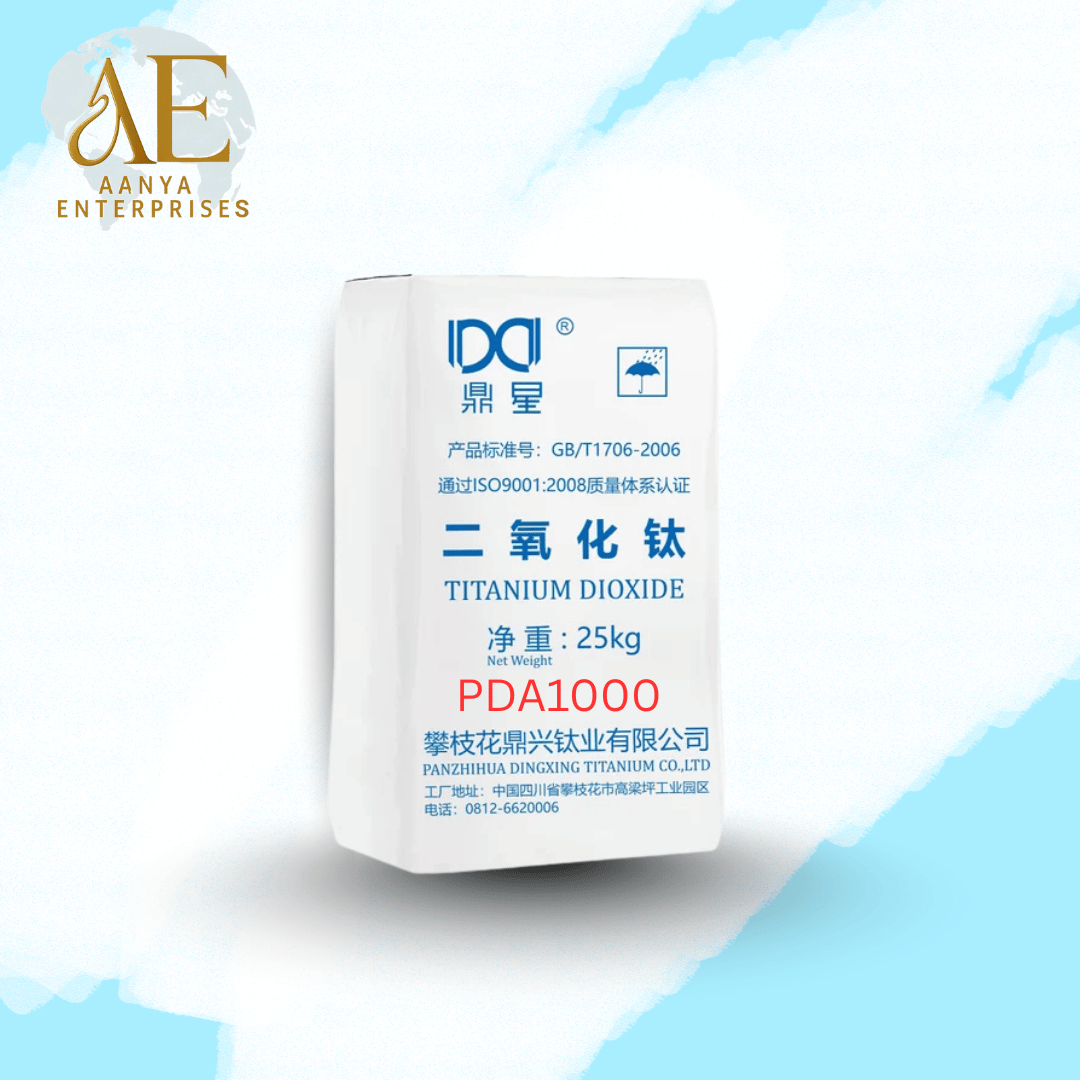 AE
AANYA
ENTERPRISES
®
鼎星
产品标准号：GB/T1706-2006
通过ISO9001:2008质量体系认证
二氧化钛
TITANIUM DIOXIDE
净重：25kg
Net Weight
PDA1000
攀枝花鼎兴钛业有限公司
PANZHIHUA DINGXING TITANIUM CO.,LTD
工厂地址：中国四川省攀枝花市高梁坪工业园区
电话：0812-6620006